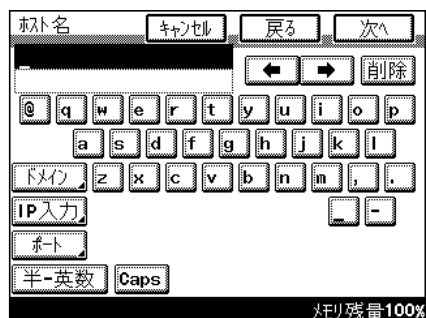 ホスト名 キャンセル 戻る 次へ
_
← → 削除
@ q w e r t y u i o p
a s d f g h j k l
ドメイン z x c v b n m , .
IP入力 _ -
ポート
半-英数 Caps
メモリ残量100%